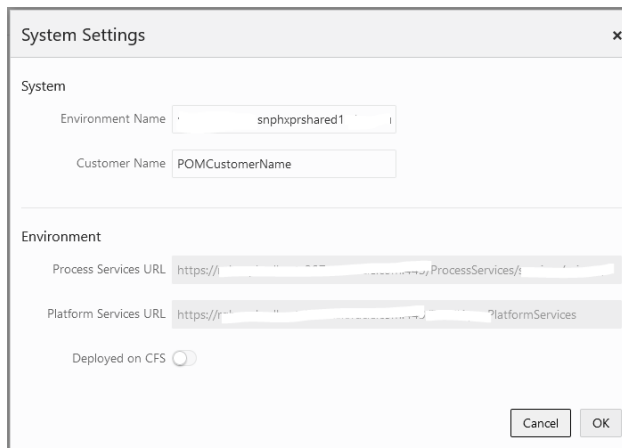 System Settings ×
System
Environment Name snphxprshared1
Customer Name POMCustomerName
Environment
Process Services URL https:// /ProcessServices/
Platform Services URL https:// PlatformServices
Deployed on CFS
Cancel OK